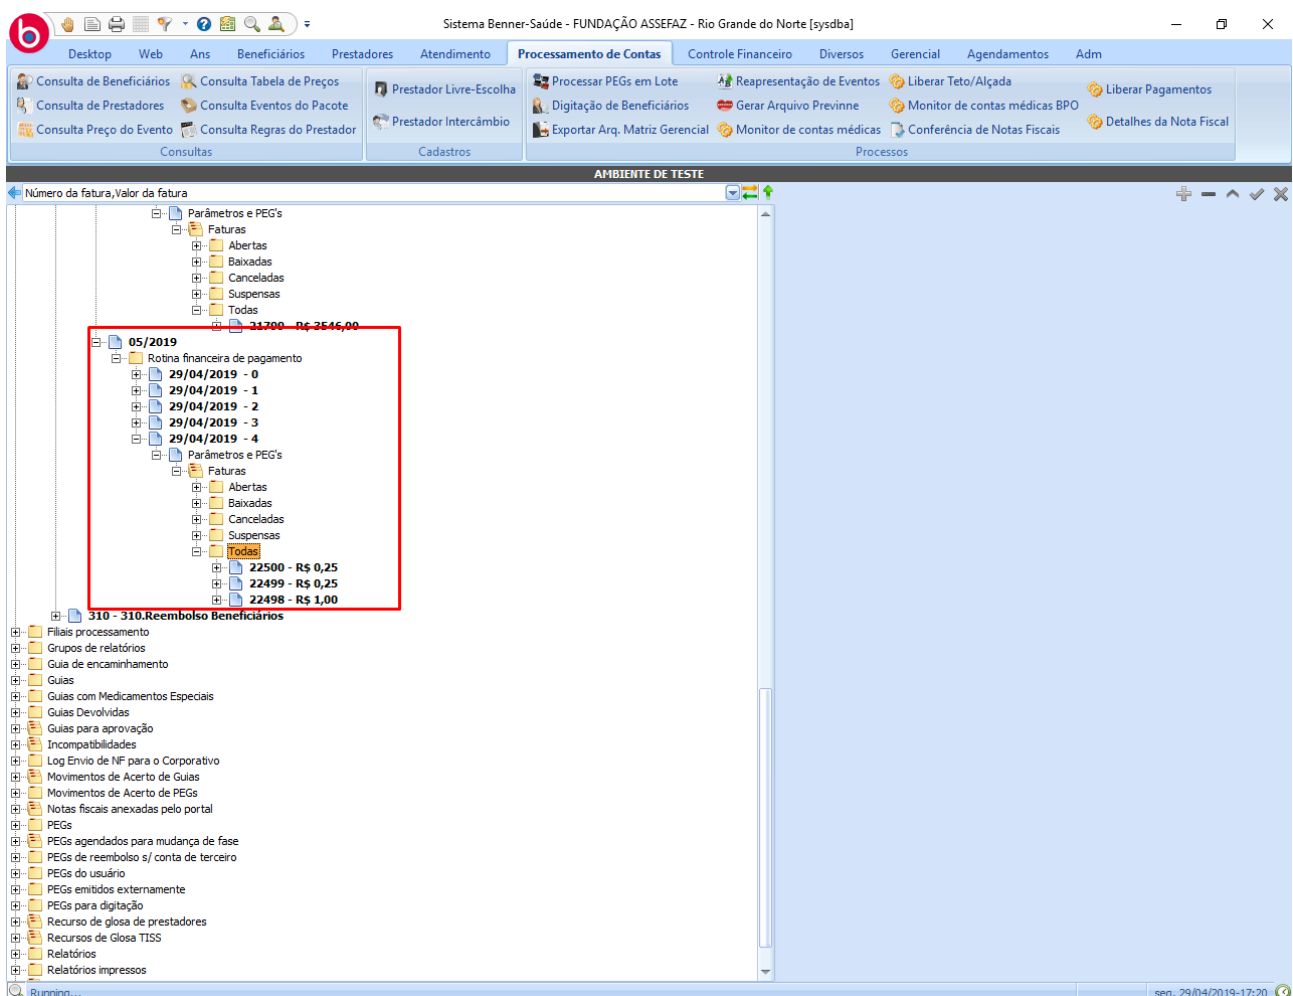 Sistema Benner-Saúde - FUNDAÇÃO ASSEFAZ - Rio Grande do Norte [sysdba]
Desktop Web Ans Beneficiários Prestadores Atendimento Processamento de Contas Controle Financeiro Diversos Gerencial Agendamentos Adm
Consulta de Beneficiários Consulta Tabela de Preços
Consulta de Prestadores Consulta Eventos do Pacote
Consulta Preço do Evento Consulta Regras do Prestador
Consultas
Prestador Livre-Escolha
Prestador Intercâmbio
Cadastros
Processar PEGs em Lote Reapresentação de Eventos Liberar Teto/Alçada
Digitação de Beneficiários Gerar Arquivo Previnne Monitor de contas médicas BPO
Exportar Arq. Matriz Gerencial Monitor de contas médicas Conferência de Notas Fiscais
Liberar Pagamentos
Detalhes da Nota Fiscal
Processos
AMBIENTE DE TESTE
Número da fatura,Valor da fatura
Parâmetros e PEG's
Faturas
Abertas
Baixadas
Canceladas
Suspensas
Todas
21799 - R$ 3546,00
05/2019
Rotina financeira de pagamento
29/04/2019 - 0
29/04/2019 - 1
29/04/2019 - 2
29/04/2019 - 3
29/04/2019 - 4
Parâmetros e PEG's
Faturas
Abertas
Baixadas
Canceladas
Suspensas
Todas
22500 - R$ 0,25
22499 - R$ 0,25
22498 - R$ 1,00
310 - 310.Reembolso Beneficiários
Filiais processamento
Grupos de relatórios
Guia de encaminhamento
Guias
Guias com Medicamentos Especiais
Guias Devolvidas
Guias para aprovação
Incompatibilidades
Log Envio de NF para o Corporativo
Movimentos de Acerto de Guias
Movimentos de Acerto de PEGs
Notas fiscais anexadas pelo portal
PEGs
PEGs agendados para mudança de fase
PEGs de reembolso s/ conta de terceiro
PEGs do usuário
PEGs emitidos externamente
PEGs para digitação
Recurso de glosa de prestadores
Recursos de Glosa TISS
Relatórios
Relatórios impressos
Running...
seg, 29/04/2019-17:20